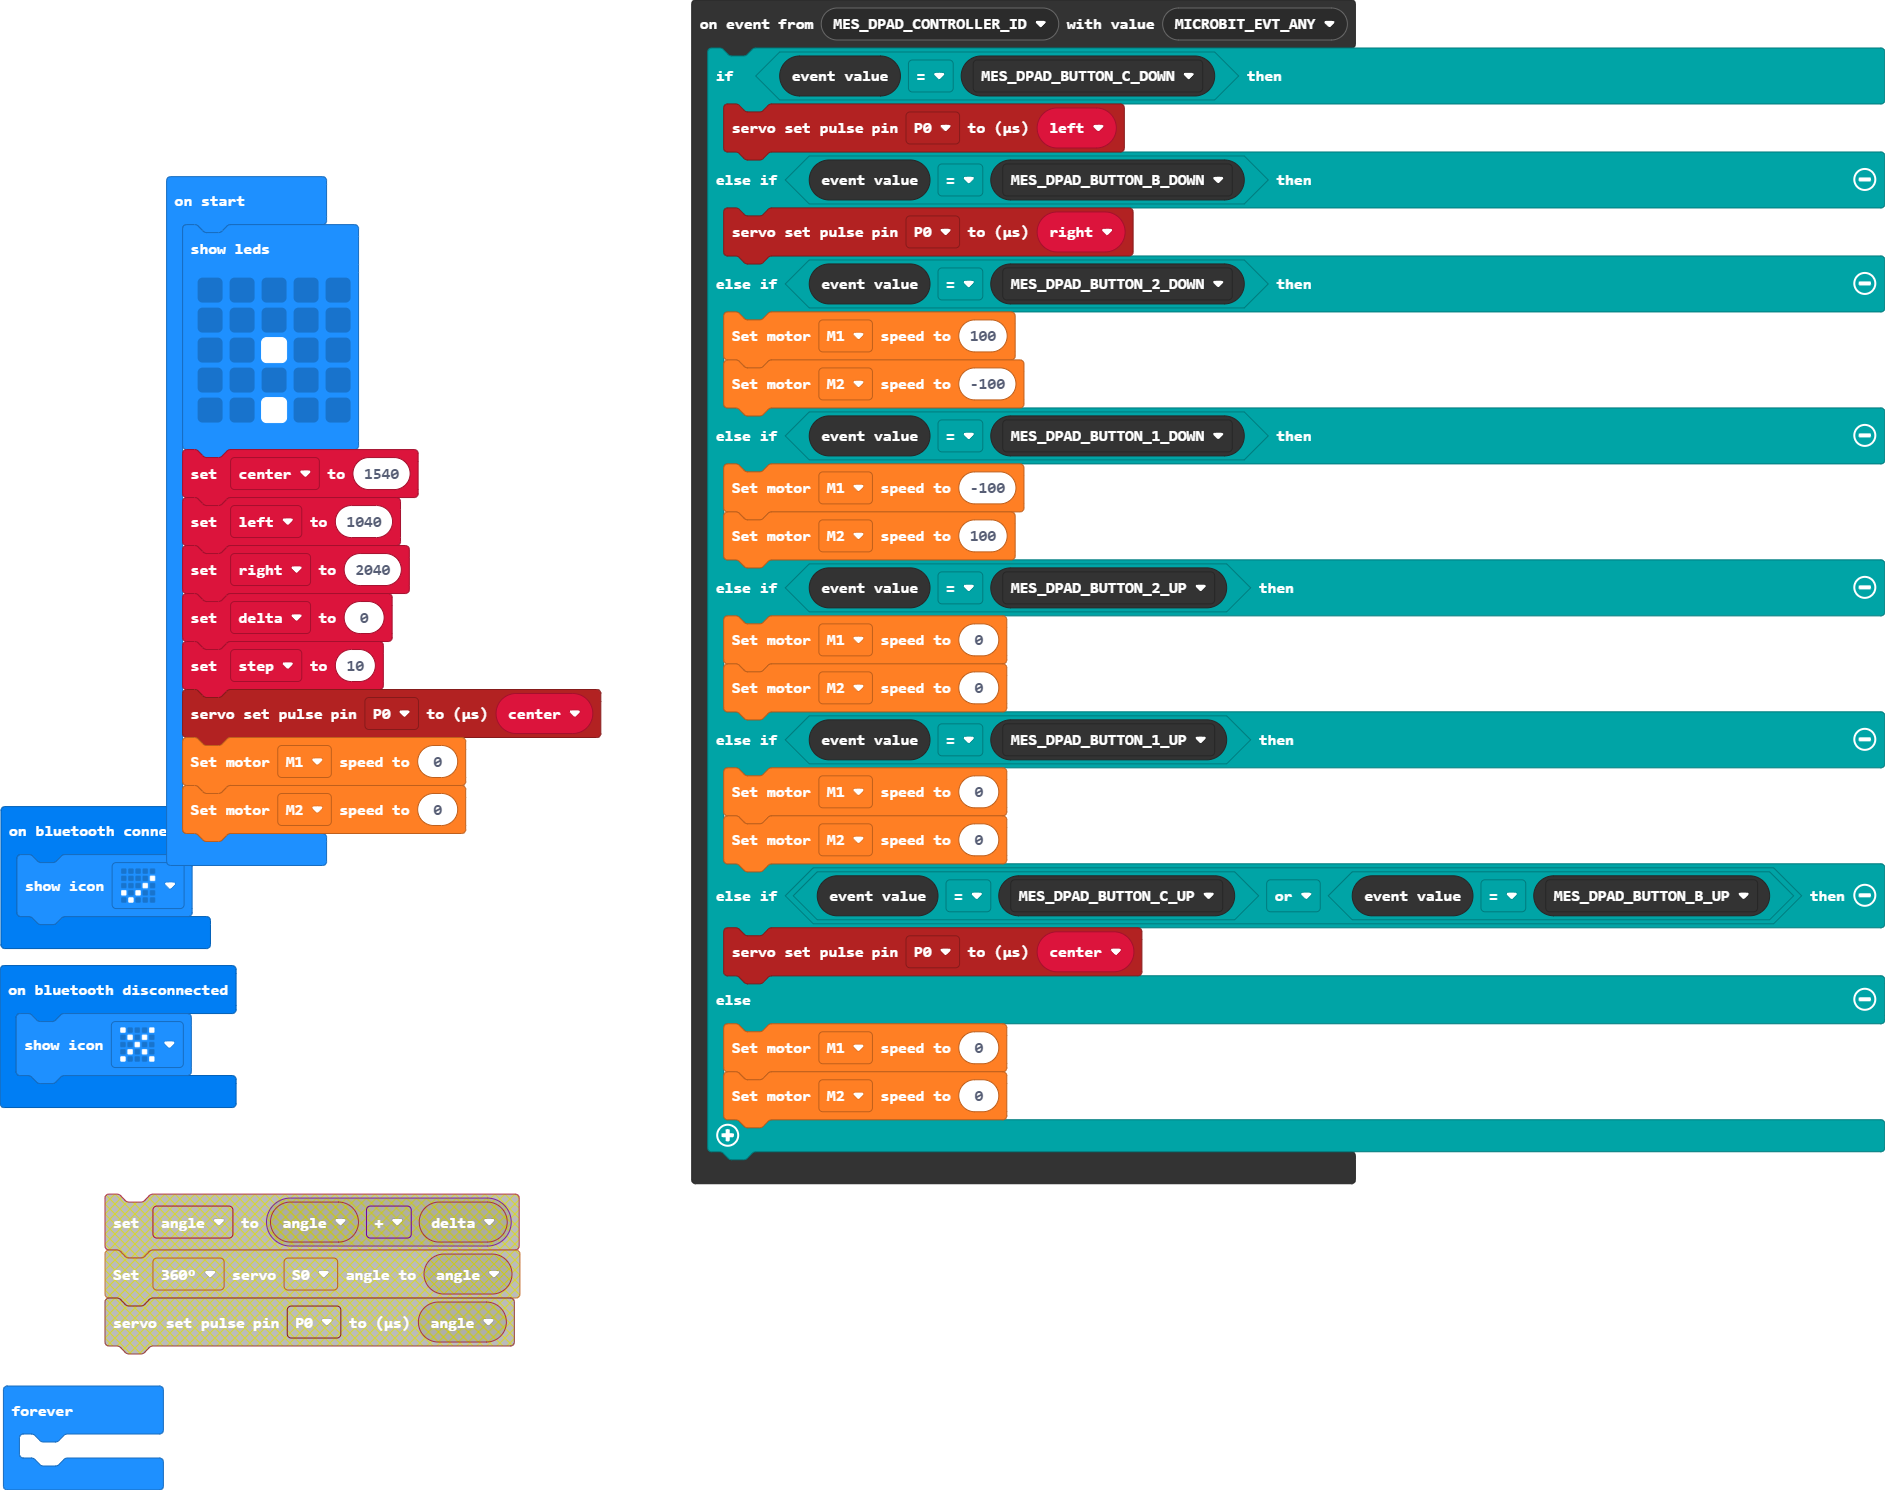 on start
show leds
set center to 1540
set left to 1040
set right to 2040
set delta to 0
set step to 10
servo set pulse pin P0 to (µs) center
Set motor M1 speed to 0
Set motor M2 speed to 0
on bluetooth conne
show icon
on bluetooth disconnected
show icon
set angle to angle + delta
Set 360º servo S0 angle to angle
servo set pulse pin P0 to (µs) angle
forever
on event from MES_DPAD_CONTROLLER_ID with value MICROBIT_EVT_ANY
if event value = MES_DPAD_BUTTON_C_DOWN then
servo set pulse pin P0 to (µs) left
else if event value = MES_DPAD_BUTTON_B_DOWN then
servo set pulse pin P0 to (µs) right
else if event value = MES_DPAD_BUTTON_2_DOWN then
Set motor M1 speed to 100
Set motor M2 speed to -100
else if event value = MES_DPAD_BUTTON_1_DOWN then
Set motor M1 speed to -100
Set motor M2 speed to 100
else if event value = MES_DPAD_BUTTON_2_UP then
Set motor M1 speed to 0
Set motor M2 speed to 0
else if event value = MES_DPAD_BUTTON_1_UP then
Set motor M1 speed to 0
Set motor M2 speed to 0
else if event value = MES_DPAD_BUTTON_C_UP or event value = MES_DPAD_BUTTON_B_UP then
servo set pulse pin P0 to (µs) center
else
Set motor M1 speed to 0
Set motor M2 speed to 0